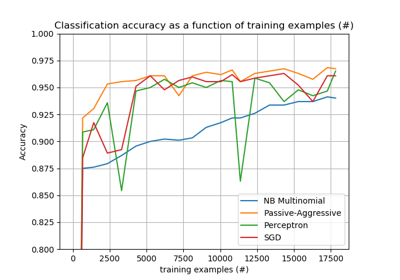 Classification accuracy as a function of training examples (#)
1.000
0.975
0.950
0.925
0.900
0.875
0.850
0.825
0.800
Accuracy
NB Multinomial
Passive-Aggressive
Perceptron
SGD
0 2500 5000 7500 10000 12500 15000 17500
training examples (#)